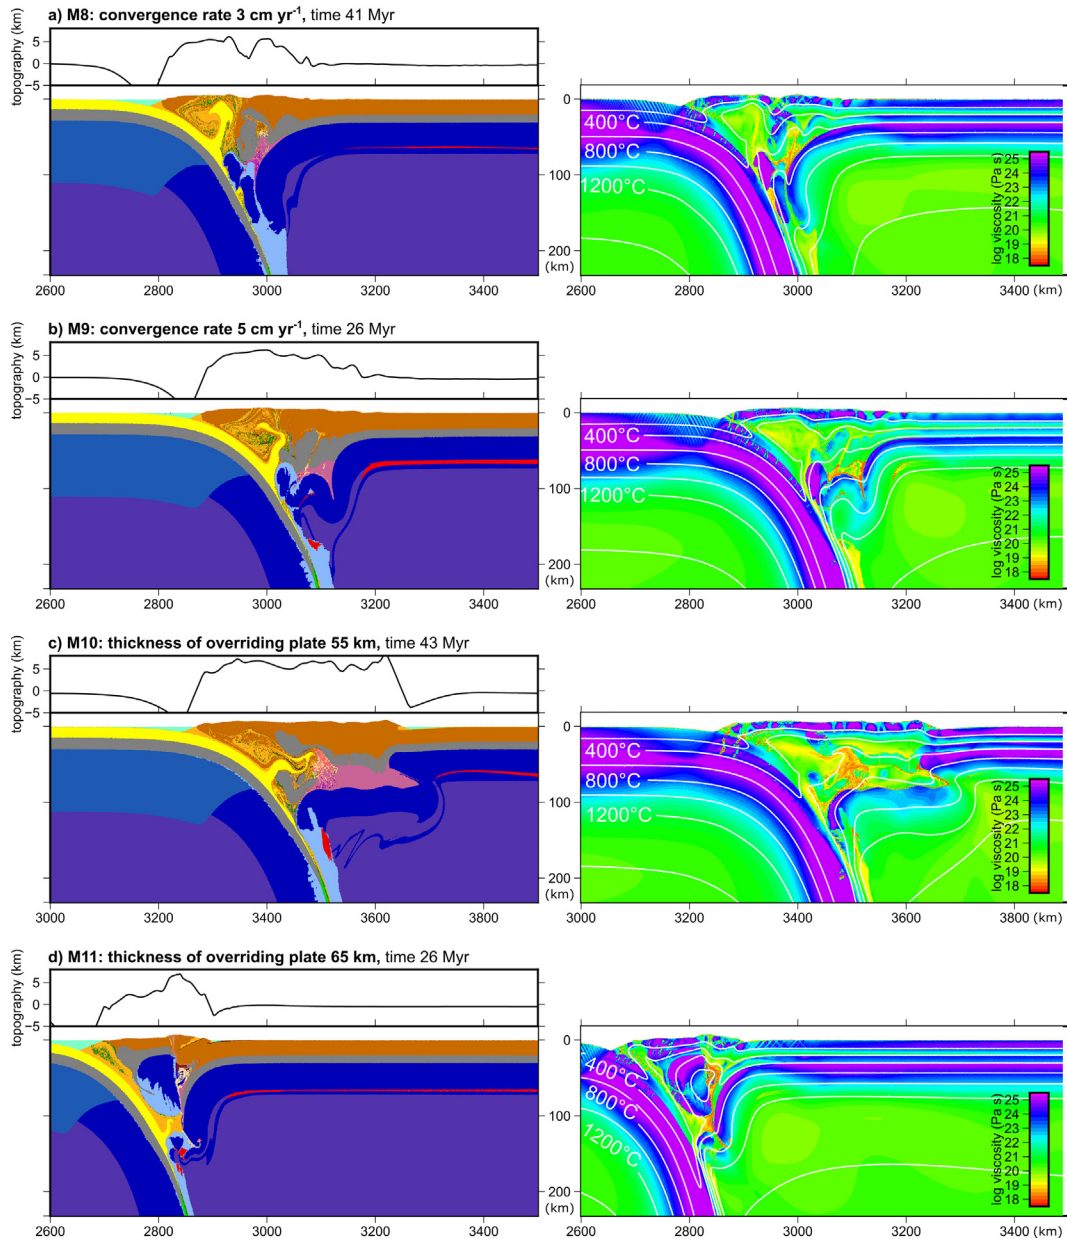 a) M8: convergence rate 3 cm yr⁻¹, time 41 Myr
topography (km)
5
0
−5
0
100
200
(km)
400°C
800°C
1200°C
log viscosity (Pa s)
25
24
23
22
21
20
19
18
2600 2800 3000 3200 3400
2600 2800 3000 3200 3400 (km)
b) M9: convergence rate 5 cm yr⁻¹, time 26 Myr
topography (km)
5
0
−5
0
100
200
(km)
400°C
800°C
1200°C
log viscosity (Pa s)
25
24
23
22
21
20
19
18
2600 2800 3000 3200 3400
2600 2800 3000 3200 3400 (km)
c) M10: thickness of overriding plate 55 km, time 43 Myr
topography (km)
5
0
−5
0
100
200
(km)
400°C
800°C
1200°C
log viscosity (Pa s)
25
24
23
22
21
20
19
18
3000 3200 3400 3600 3800
3000 3200 3400 3600 3800 (km)
d) M11: thickness of overriding plate 65 km, time 26 Myr
topography (km)
5
0
−5
0
100
200
(km)
400°C
800°C
1200°C
log viscosity (Pa s)
25
24
23
22
21
20
19
18
2600 2800 3000 3200 3400
2600 2800 3000 3200 3400 (km)